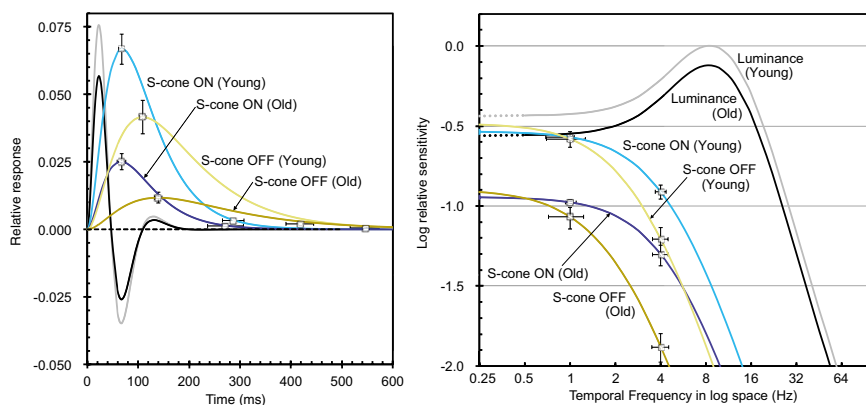 0.075
0.050
0.025
0.000
-0.025
-0.050
Relative response
0
100
200
300
400
500
600
Time (ms)
S-cone ON (Young)
S-cone ON (Old)
S-cone OFF (Young)
S-cone OFF (Old)
0.0
-0.5
-1.0
-1.5
-2.0
Log relative sensitivity
0.25
0.5
1
2
4
8
16
32
64
Temporal Frequency in log space (Hz)
Luminance
(Young)
Luminance
(Old)
S-cone ON (Young)
S-cone OFF
(Young)
S-cone ON (Old)
S-cone OFF
(Old)